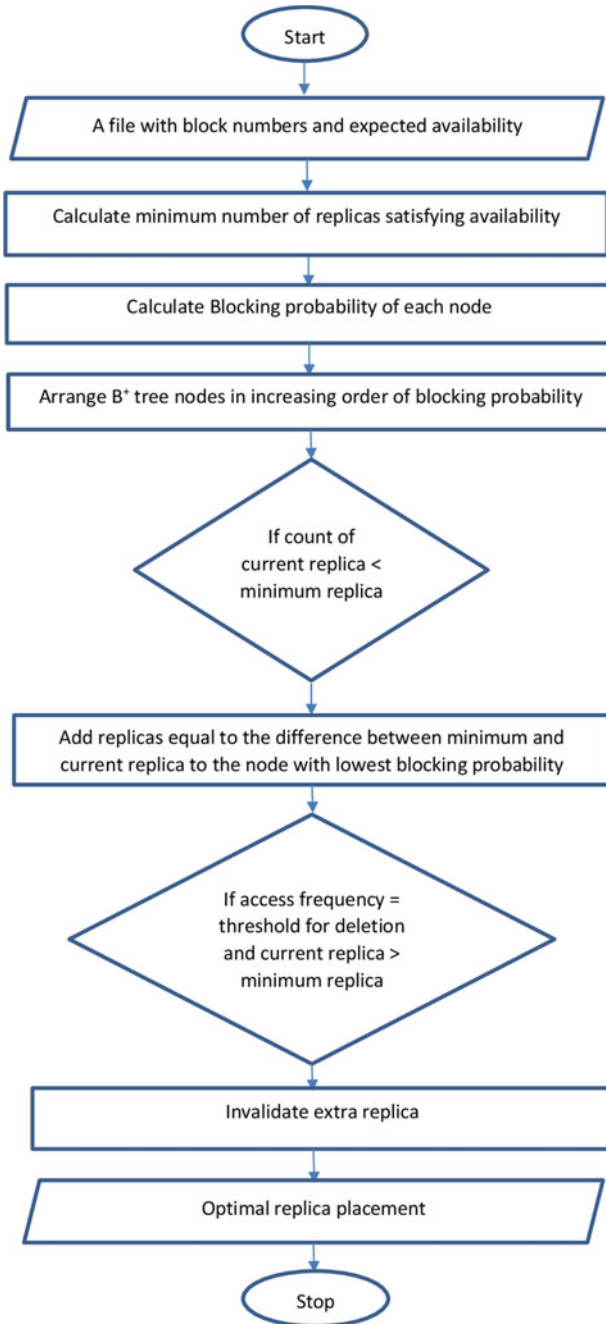 Start
A file with block numbers and expected availability
Calculate minimum number of replicas satisfying availability
Calculate Blocking probability of each node
Arrange B⁺ tree nodes in increasing order of blocking probability
If count of
current replica <
minimum replica
Add replicas equal to the difference between minimum and
current replica to the node with lowest blocking probability
If access frequency =
threshold for deletion
and current replica >
minimum replica
Invalidate extra replica
Optimal replica placement
Stop